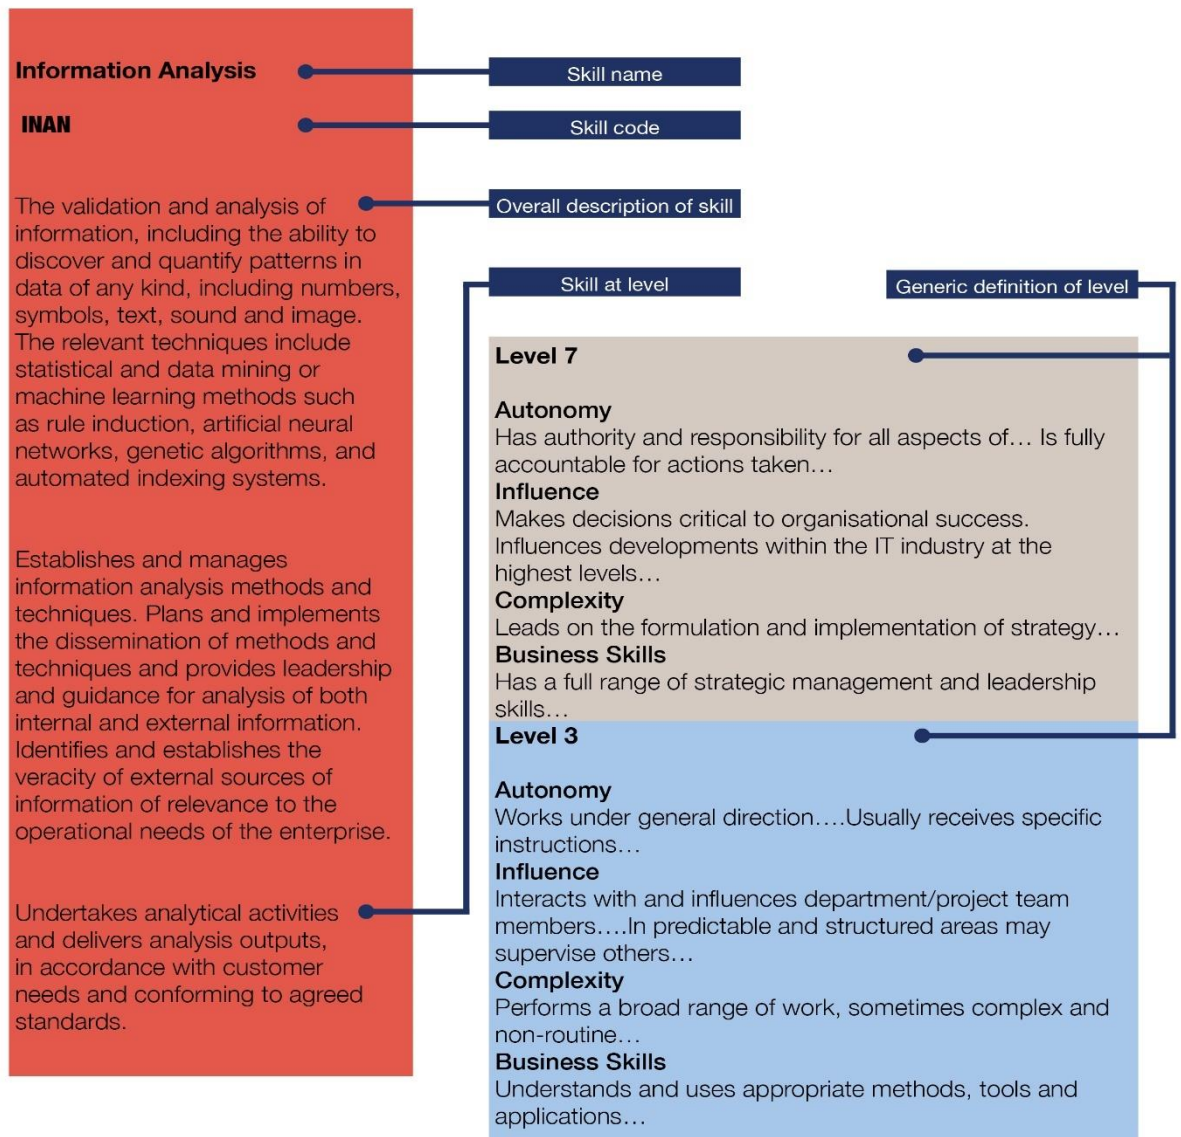 Information Analysis
Skill name
INAN
Skill code
The validation and analysis of
information, including the ability to
discover and quantify patterns in
data of any kind, including numbers,
symbols, text, sound and image.
The relevant techniques include
statistical and data mining or
machine learning methods such
as rule induction, artificial neural
networks, genetic algorithms, and
automated indexing systems.
Overall description of skill
Establishes and manages
information analysis methods and
techniques. Plans and implements
the dissemination of methods and
techniques and provides leadership
and guidance for analysis of both
internal and external information.
Identifies and establishes the
veracity of external sources of
information of relevance to the
operational needs of the enterprise.
Undertakes analytical activities
and delivers analysis outputs,
in accordance with customer
needs and conforming to agreed
standards.
Skill at level
Generic definition of level
Level 7
Autonomy
Has authority and responsibility for all aspects of… Is fully
accountable for actions taken…
Influence
Makes decisions critical to organisational success.
Influences developments within the IT industry at the
highest levels…
Complexity
Leads on the formulation and implementation of strategy…
Business Skills
Has a full range of strategic management and leadership
skills…
Level 3
Autonomy
Works under general direction….Usually receives specific
instructions…
Influence
Interacts with and influences department/project team
members….In predictable and structured areas may
supervise others…
Complexity
Performs a broad range of work, sometimes complex and
non-routine…
Business Skills
Understands and uses appropriate methods, tools and
applications…